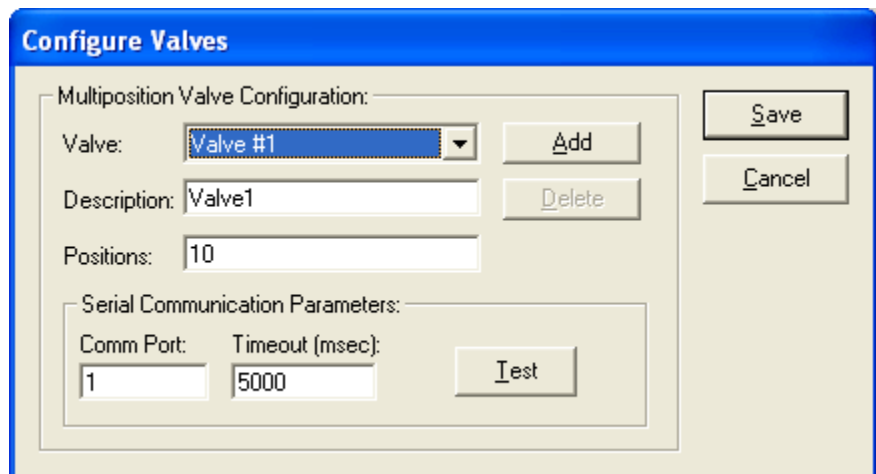 Configure Valves
Multiposition Valve Configuration:
Valve: Valve #1 Add
Description: Valve1 Delete
Positions: 10
Serial Communication Parameters:
Comm Port: Timeout (msec):
1 5000 Test
Save
Cancel